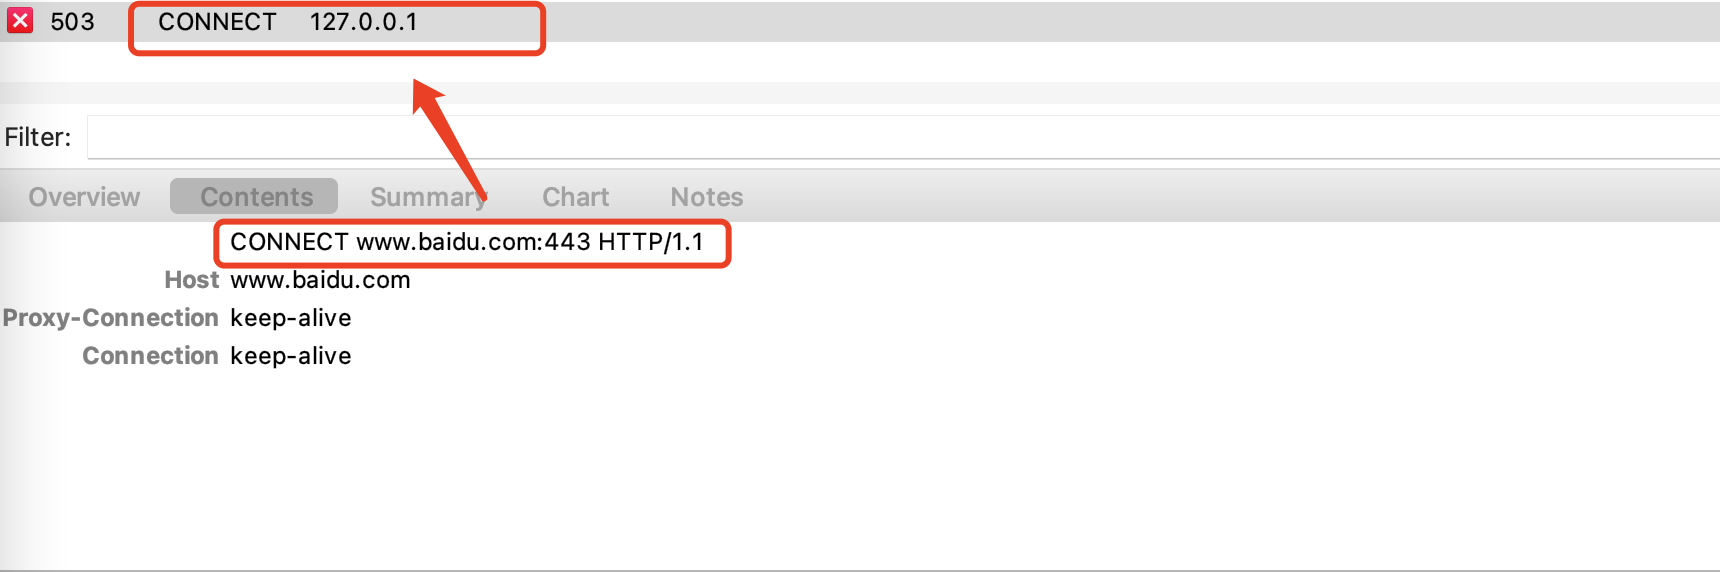 503 CONNECT 127.0.0.1
Filter:
Overview Contents Summary Chart Notes
CONNECT www.baidu.com:443 HTTP/1.1
Host www.baidu.com
Proxy-Connection keep-alive
Connection keep-alive